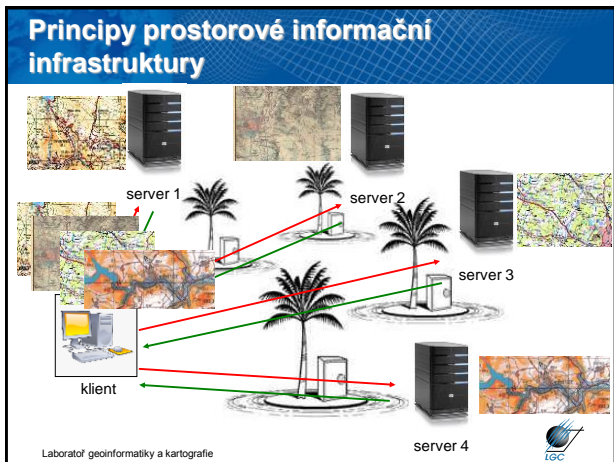 Principy prostorové informační
infrastruktury
server 1
server 2
server 3
klient
server 4
Laboratoř geoinformatiky a kartografie
LGC